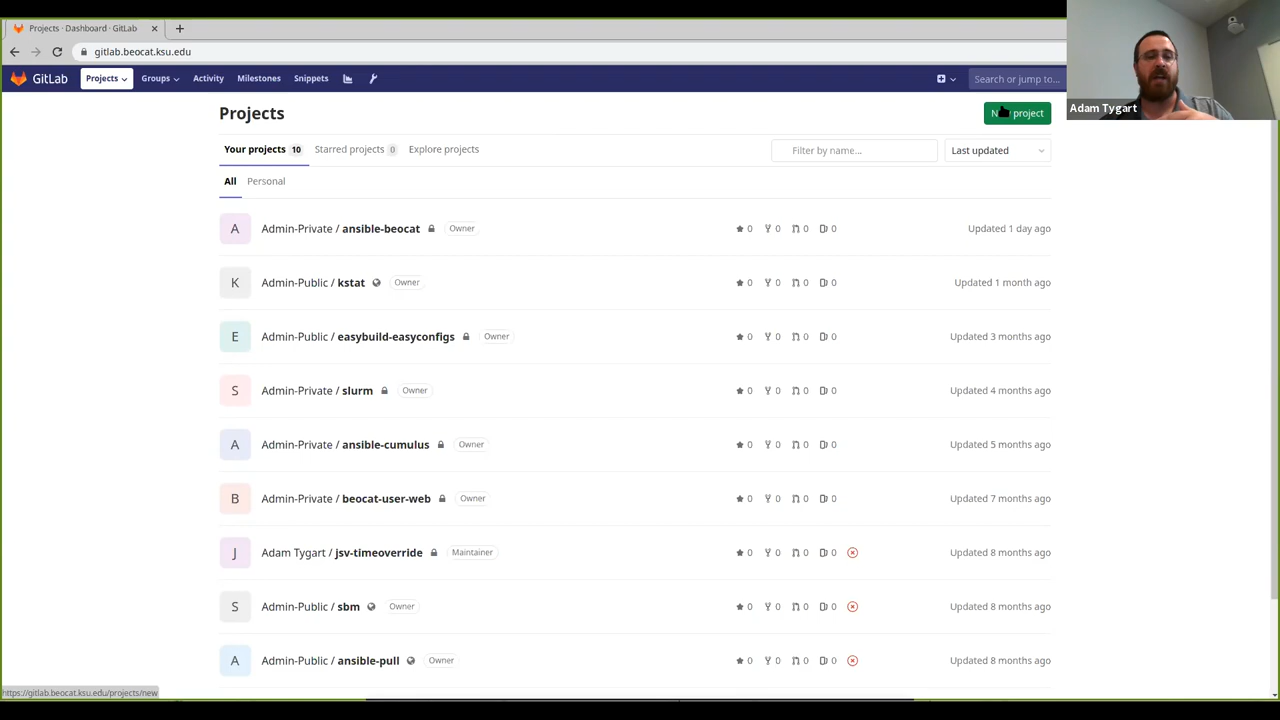 Projects · Dashboard · GitLab
gitlab.beocat.ksu.edu
GitLab Projects Groups Activity Milestones Snippets Search or jump to...
Adam Tygart
Projects
project
Your projects 10 Starred projects 0 Explore projects Filter by name... Last updated
All Personal
A Admin-Private / ansible-beocat Owner 0 0 0 0 Updated 1 day ago
K Admin-Public / kstat Owner 0 0 0 0 Updated 1 month ago
E Admin-Public / easybuild-easyconfigs Owner 0 0 0 0 Updated 3 months ago
S Admin-Private / slurm Owner 0 0 0 0 Updated 4 months ago
A Admin-Private / ansible-cumulus Owner 0 0 0 0 Updated 5 months ago
B Admin-Private / beocat-user-web Owner 0 0 0 0 Updated 7 months ago
J Adam Tygart / jsv-timeoverride Maintainer 0 0 0 0 Updated 8 months ago
S Admin-Public / sbm Owner 0 0 0 0 Updated 8 months ago
A Admin-Public / ansible-pull Owner 0 0 0 0 Updated 8 months ago
https://gitlab.beocat.ksu.edu/projects/new